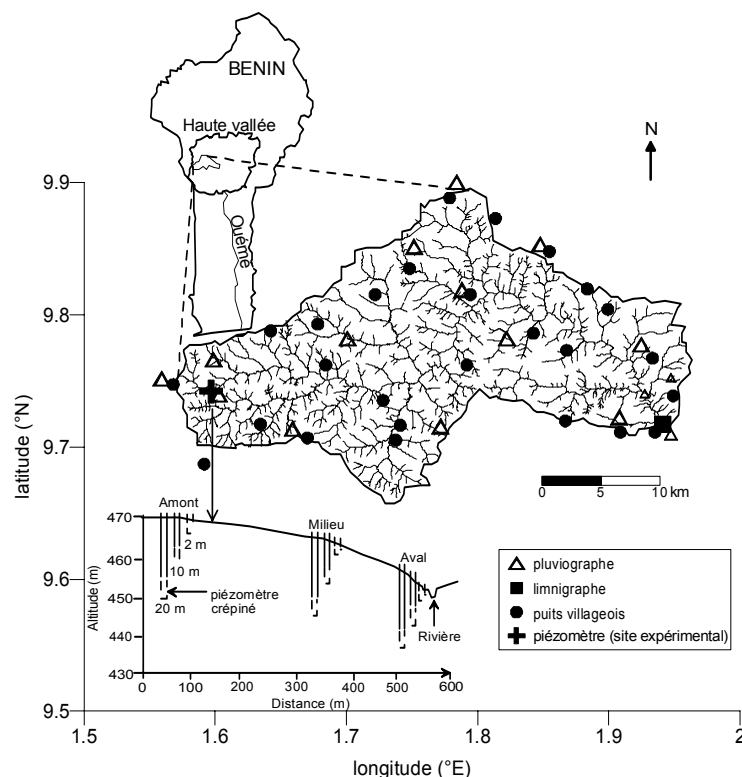 BENIN
Haute vallée
Ouémé
N
9.9
9.8
9.7
9.6
9.5
latitude (°N)
0 5 10 km
470
460
450
440
430
Altitude (m)
Amont
Milieu
Aval
2 m
10 m
20 m
piézomètre
crépiné
Rivière
0 100 200 300 400 500 600
Distance (m)
pluviographe
limnigraphe
puits villageois
piézomètre (site expérimental)
1.5 1.6 1.7 1.8 1.9 2
longitude (°E)